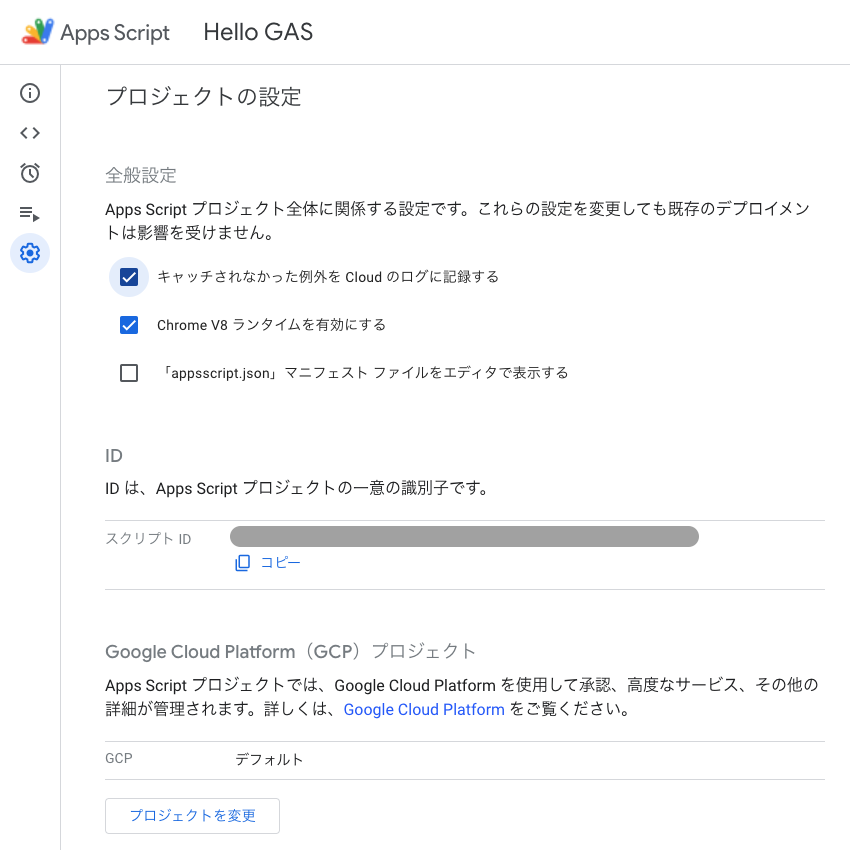 Apps Script Hello GAS
プロジェクトの設定
全般設定
Apps Script プロジェクト全体に関係する設定です。これらの設定を変更しても既存のデプロイメン
トは影響を受けません。
キャッチされなかった例外を Cloud のログに記録する
Chrome V8 ランタイムを有効にする
「appsscript.json」マニフェスト ファイルをエディタで表示する
ID
ID は、Apps Script プロジェクトの一意の識別子です。
スクリプト ID
コピー
Google Cloud Platform（GCP）プロジェクト
Apps Script プロジェクトでは、Google Cloud Platform を使用して承認、高度なサービス、その他の
詳細が管理されます。詳しくは、Google Cloud Platform をご覧ください。
GCP デフォルト
プロジェクトを変更